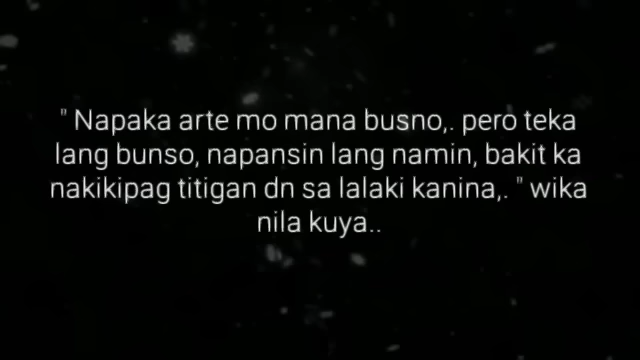 " Napaka arte mo mana busno,. pero teka
lang bunso, napansin lang namin, bakit ka
nakikipag titigan dn sa lalaki kanina,. " wika
nila kuya..